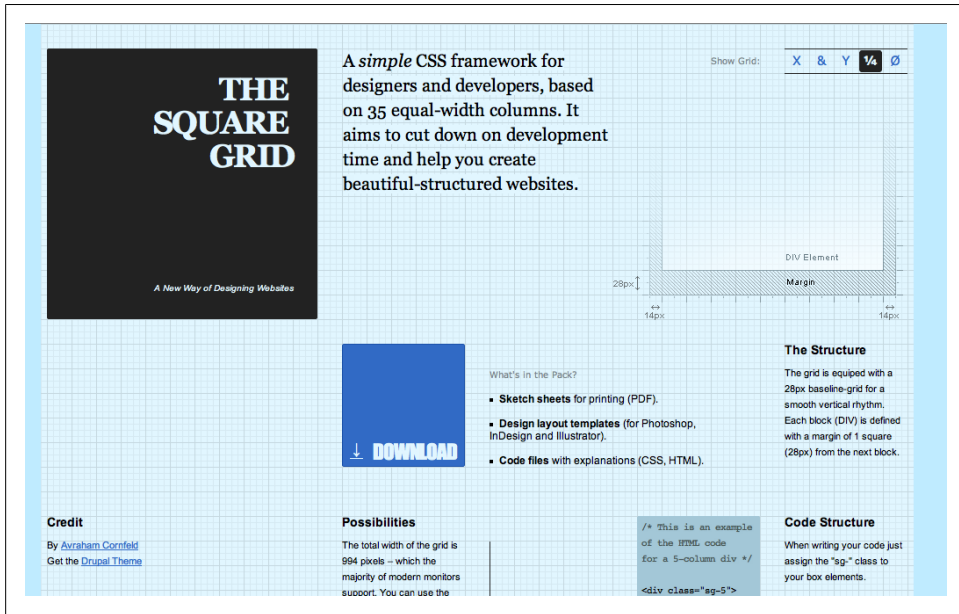 THE
SQUARE
GRID
A New Way of Designing Websites
A simple CSS framework for
designers and developers, based
on 35 equal-width columns. It
aims to cut down on development
time and help you create
beautiful-structured websites.
Show Grid:
X & Y ¼ Ø
DIV Element
Margin
28px
14px
14px
DOWNLOAD
What's in the Pack?
▪ Sketch sheets for printing (PDF).
▪ Design layout templates (for Photoshop,
InDesign and Illustrator).
▪ Code files with explanations (CSS, HTML).
The Structure
The grid is equiped with a
28px baseline-grid for a
smooth vertical rhythm.
Each block (DIV) is defined
with a margin of 1 square
(28px) from the next block.
Credit
By Avraham Cornfeld
Get the Drupal Theme
Possibilities
The total width of the grid is
994 pixels – which the
majority of modern monitors
support. You can use the
/* This is an example
of the HTML code
for a 5-column div */
<div class="sg-5">
Code Structure
When writing your code just
assign the "sg-" class to
your box elements.